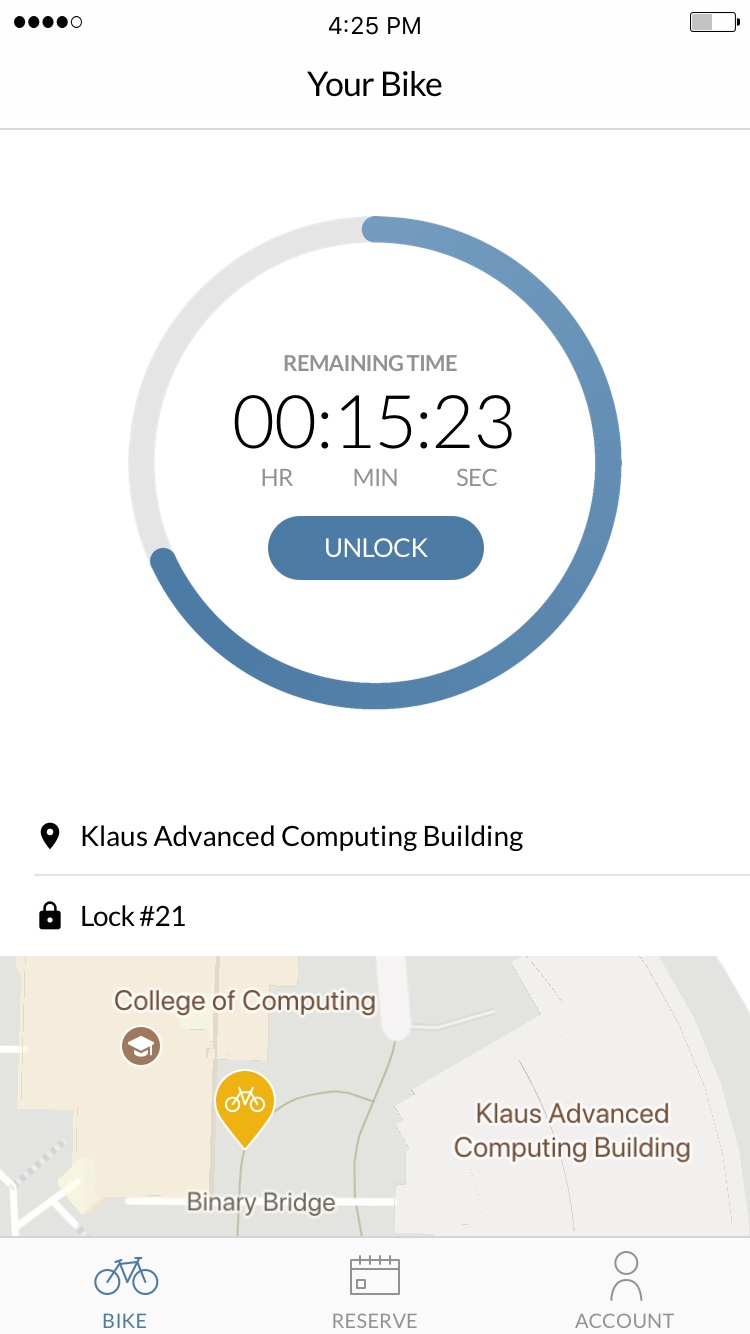 4:25 PM
Your Bike
REMAINING TIME
00:15:23
HR MIN SEC
UNLOCK
Klaus Advanced Computing Building
Lock #21
College of Computing
Klaus Advanced
Computing Building
Binary Bridge
BIKE RESERVE ACCOUNT